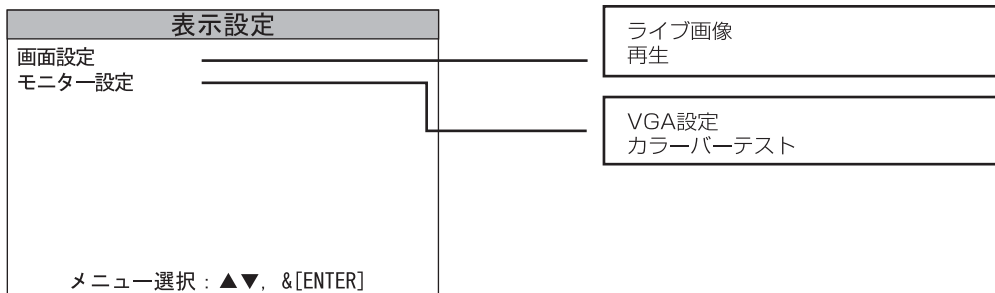 表示設定
画面設定
モニター設定
メニュー選択：▲▼, &[ENTER]
ライブ画像
再生
VGA設定
カラーバーテスト